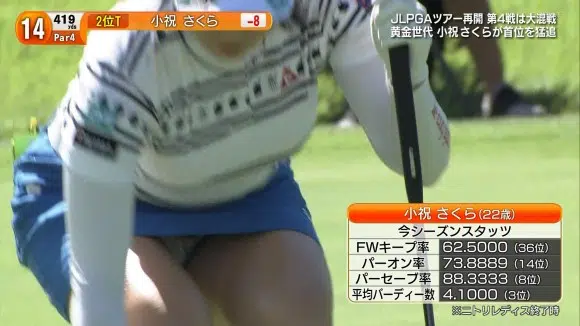 14
419
yds
Par4
2位T
小祝 さくら
-8
JLPGAツアー再開 第4戦は大混戦
黄金世代 小祝さくらが首位を猛追
小祝 さくら(22歳)
今シーズンスタッツ
FWキープ率 62.5000 (36位)
パーオン率 73.8889 (14位)
パーセーブ率 88.3333 (8位)
平均バーディー数 4.1000 (3位)
※ニトリレディス終了時